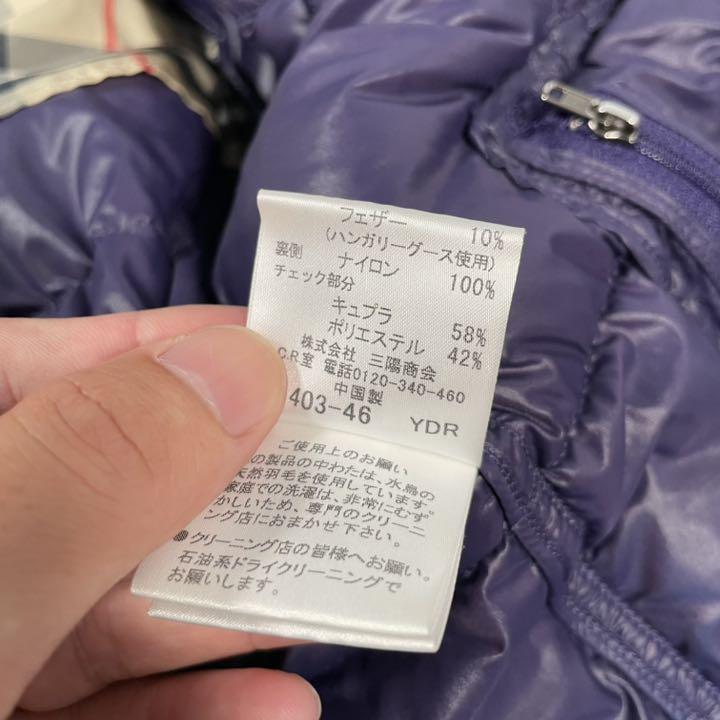 フェザー 10%
(ハンガリーグース使用)
裏側 ナイロン 100%
チェック部分
キュプラ 58%
ポリエステル 42%
株式会社 三陽商会
C.R室 電話0120-340-460
中国製
403-46 YDR
ご使用上のお願い
の製品の中わたは、水鳥の
天然羽毛を使用しています。
家庭での洗濯は、非常にむず
かしいため、専門のクリーニ
ング店におまかせ下さい。
●クリーニング店の皆様へお願い。
石油系ドライクリーニングで
お願いします。